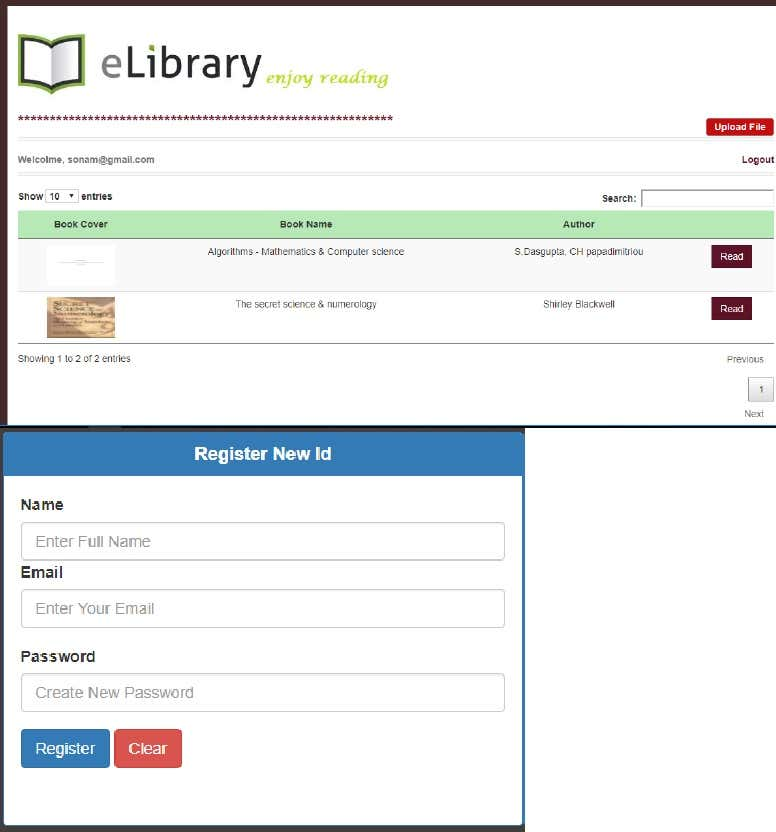 eLibrary enjoy reading
***************************************************************
Upload File
Welcolme, sonam@gmail.com
Logout
Show 10 entries
Search:
Book Cover Book Name Author
Algorithms - Mathematics & Computer science S.Dasgupta, CH papadimitriou Read
The secret science & numerology Shirley Blackwell Read
Showing 1 to 2 of 2 entries
Previous
1
Next
Register New Id
Name
Enter Full Name
Email
Enter Your Email
Password
Create New Password
Register Clear